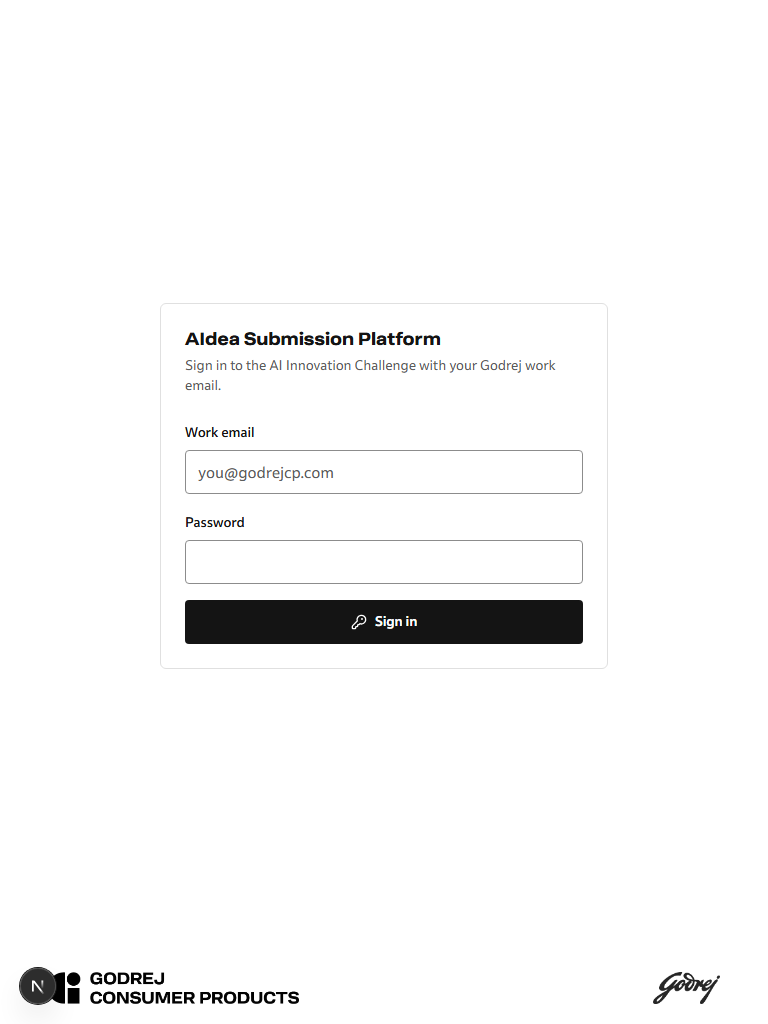 AIdea Submission Platform
Sign in to the AI Innovation Challenge with your Godrej work
email.
Work email
you@godrejcp.com
Password
Sign in
N
GODREJ
CONSUMER PRODUCTS
Godrej